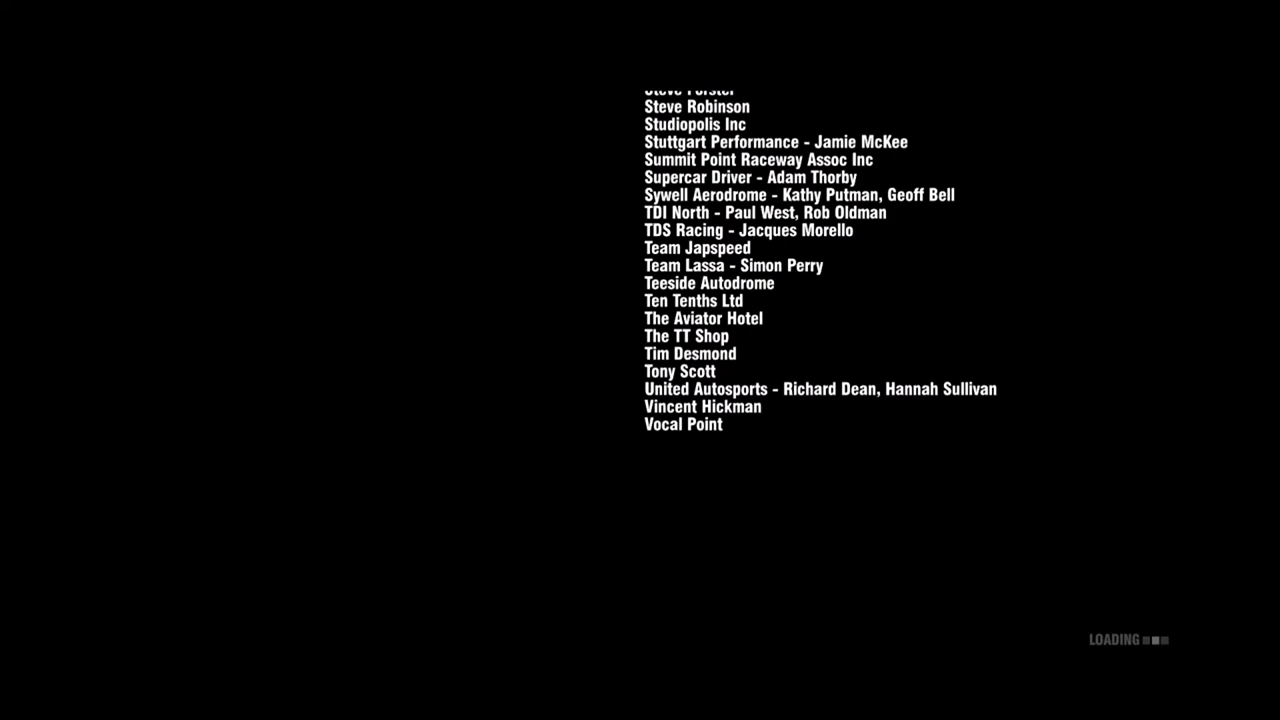 Steve Forster
Steve Robinson
Studiopolis Inc
Stuttgart Performance - Jamie McKee
Summit Point Raceway Assoc Inc
Supercar Driver - Adam Thorby
Sywell Aerodrome - Kathy Putman, Geoff Bell
TDI North - Paul West, Rob Oldman
TDS Racing - Jacques Morello
Team Japspeed
Team Lassa - Simon Perry
Teeside Autodrome
Ten Tenths Ltd
The Aviator Hotel
The TT Shop
Tim Desmond
Tony Scott
United Autosports - Richard Dean, Hannah Sullivan
Vincent Hickman
Vocal Point
LOADING